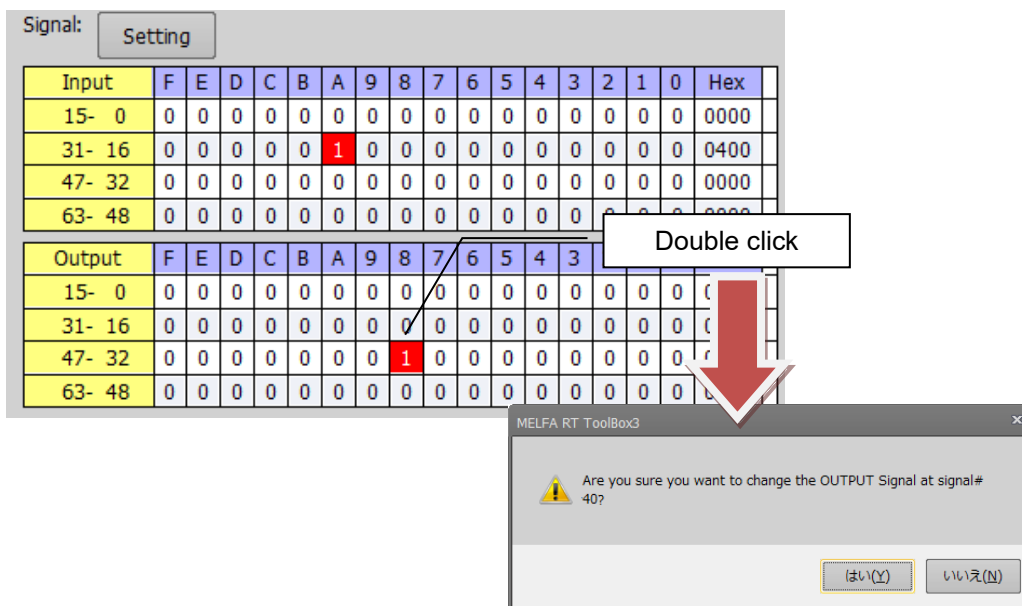 Signal: Setting
Input F E D C B A 9 8 7 6 5 4 3 2 1 0 Hex
15- 0 0 0 0 0 0 0 0 0 0 0 0 0 0 0 0 0 0000
31- 16 0 0 0 0 0 1 0 0 0 0 0 0 0 0 0 0 0400
47- 32 0 0 0 0 0 0 0 0 0 0 0 0 0 0 0 0 0000
63- 48 0 0 0 0 0 0 0 0 0 0 0 0 0
Double click
Output F E D C B A 9 8 7 6 5 4 3
15- 0 0 0 0 0 0 0 0 0 0 0 0 0 0 0 0 0 0
31- 16 0 0 0 0 0 0 0 0 0 0 0 0 0 0 0 0
47- 32 0 0 0 0 0 0 0 1 0 0 0 0 0 0 0 0
63- 48 0 0 0 0 0 0 0 0 0 0 0 0 0 0 0 0
MELFA RT ToolBox3 x
Are you sure you want to change the OUTPUT Signal at signal#
40?
はい(Y) いいえ(N)